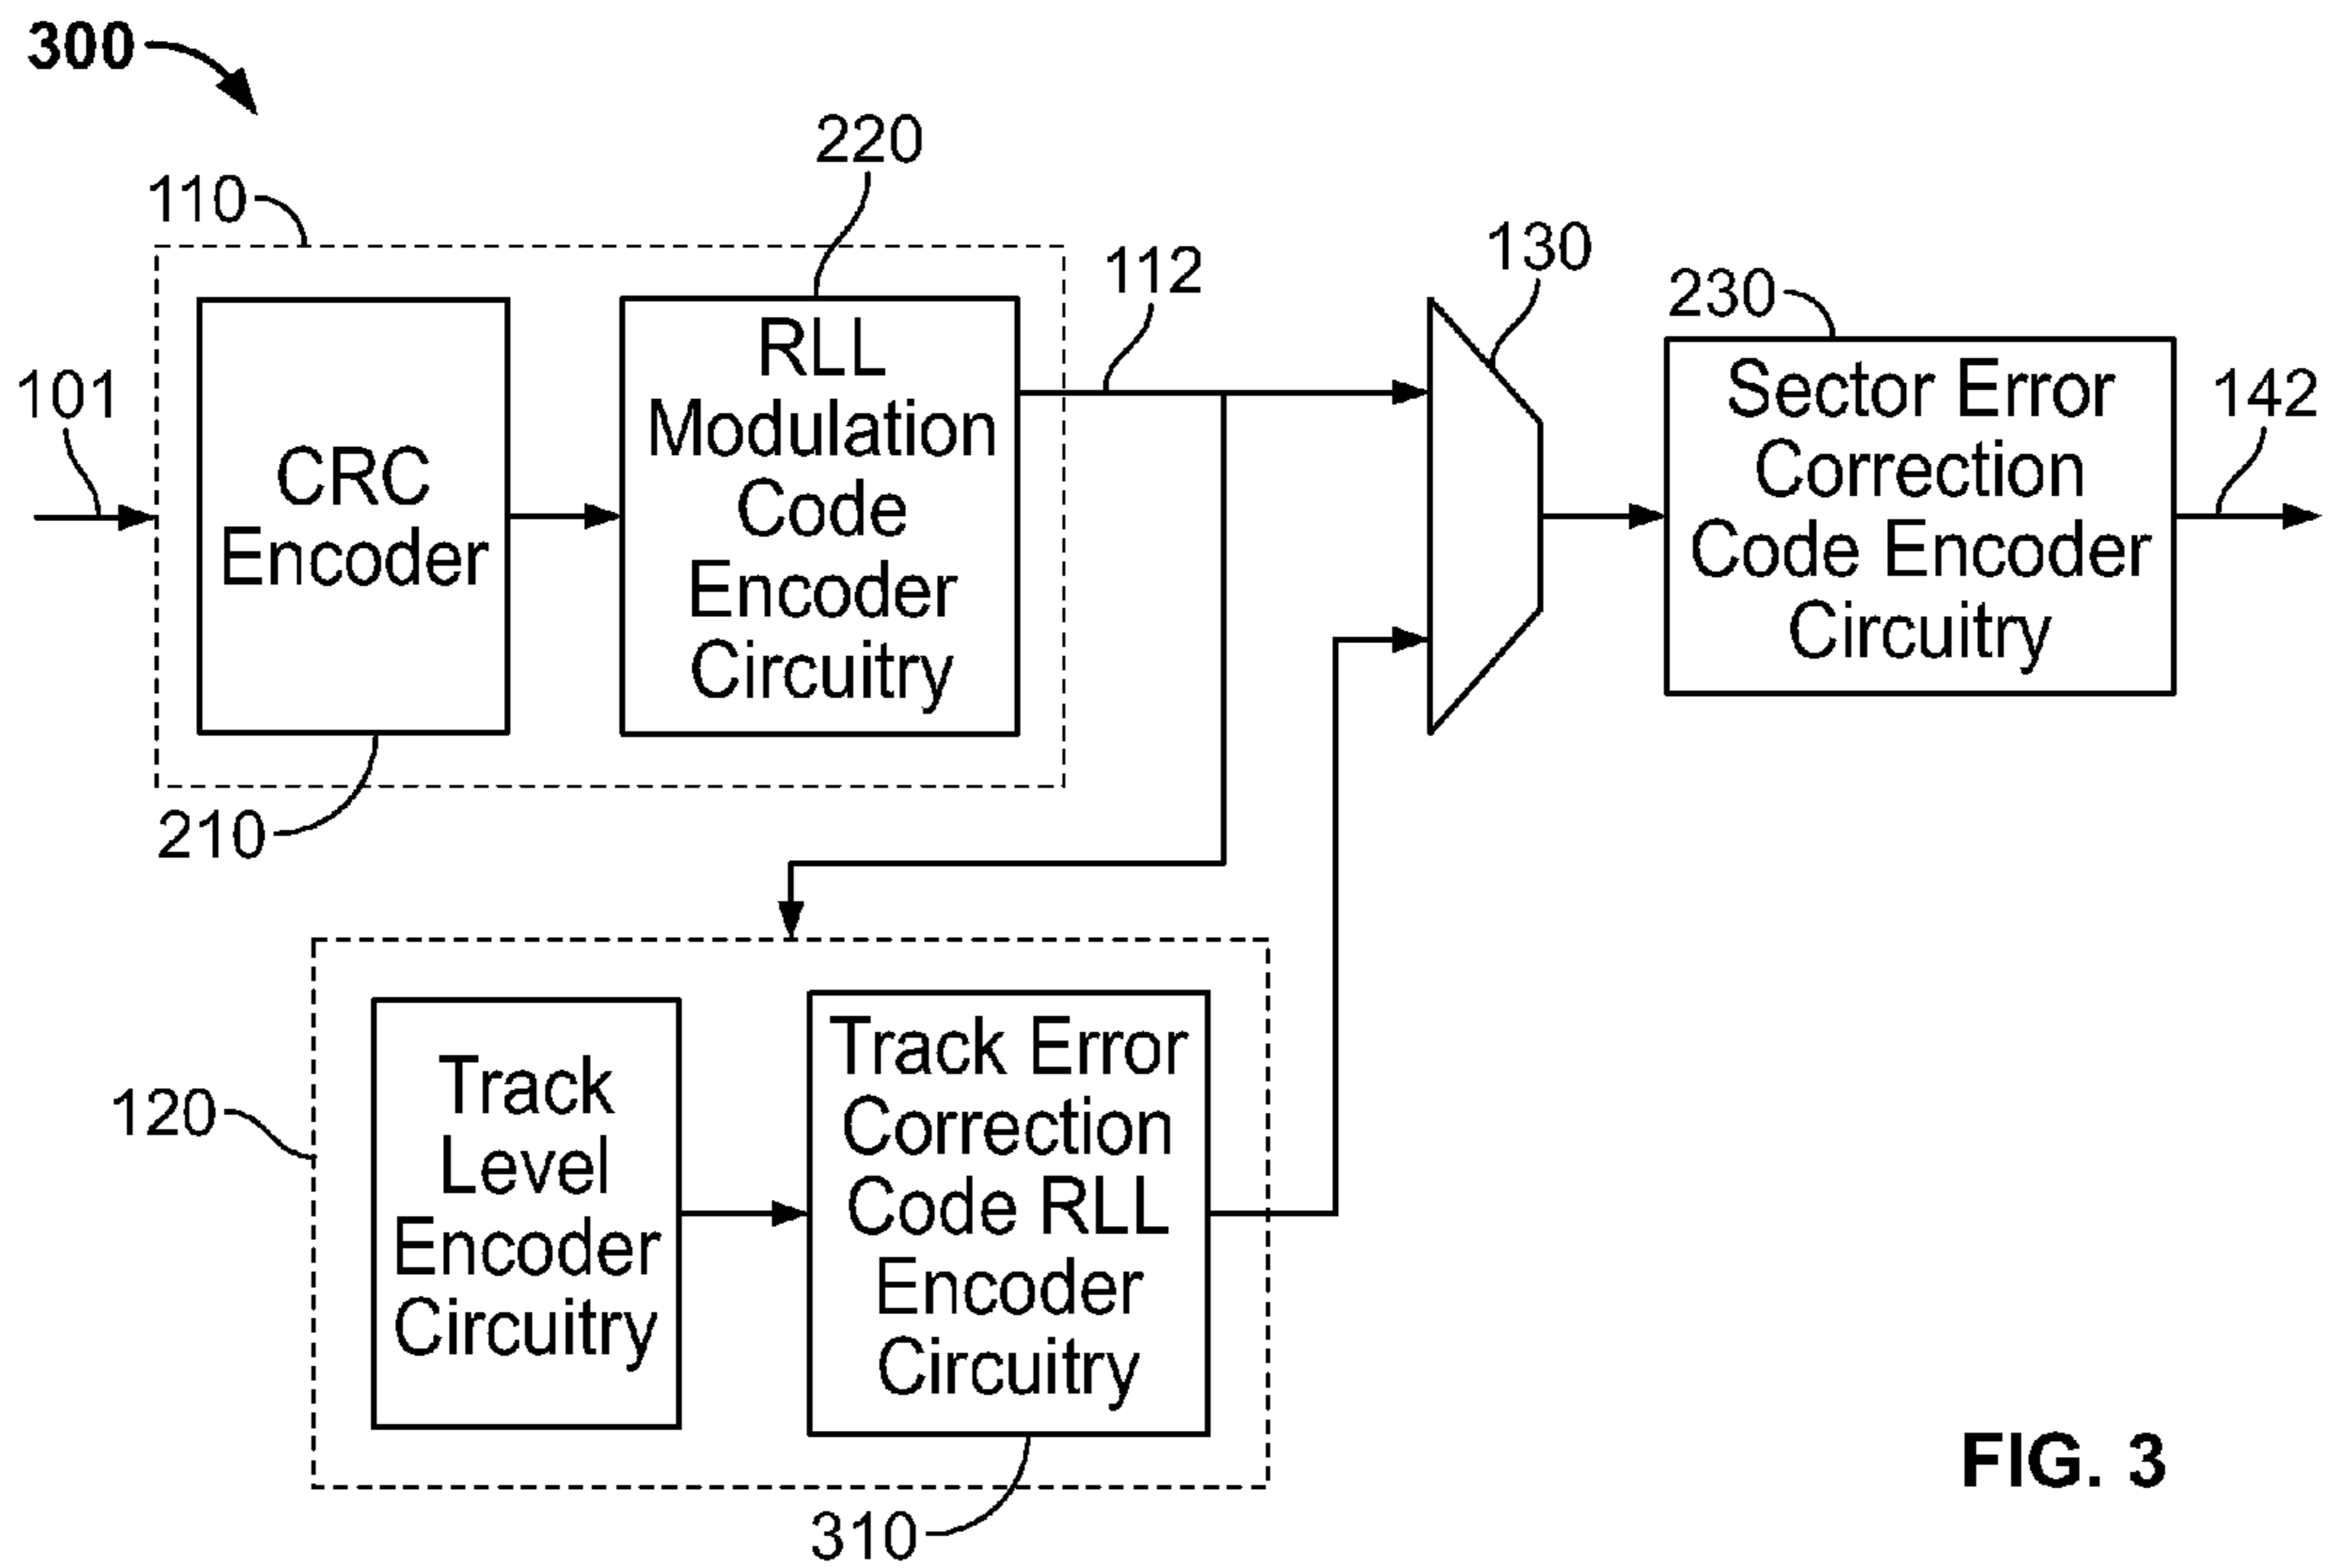 300
220
110
112
130
230
101
CRC
Encoder
RLL
Modulation
Code
Encoder
Circuitry
Sector Error
Correction
Code Encoder
Circuitry
142
210
120
Track
Level
Encoder
Circuitry
Track Error
Correction
Code RLL
Encoder
Circuitry
310
FIG. 3